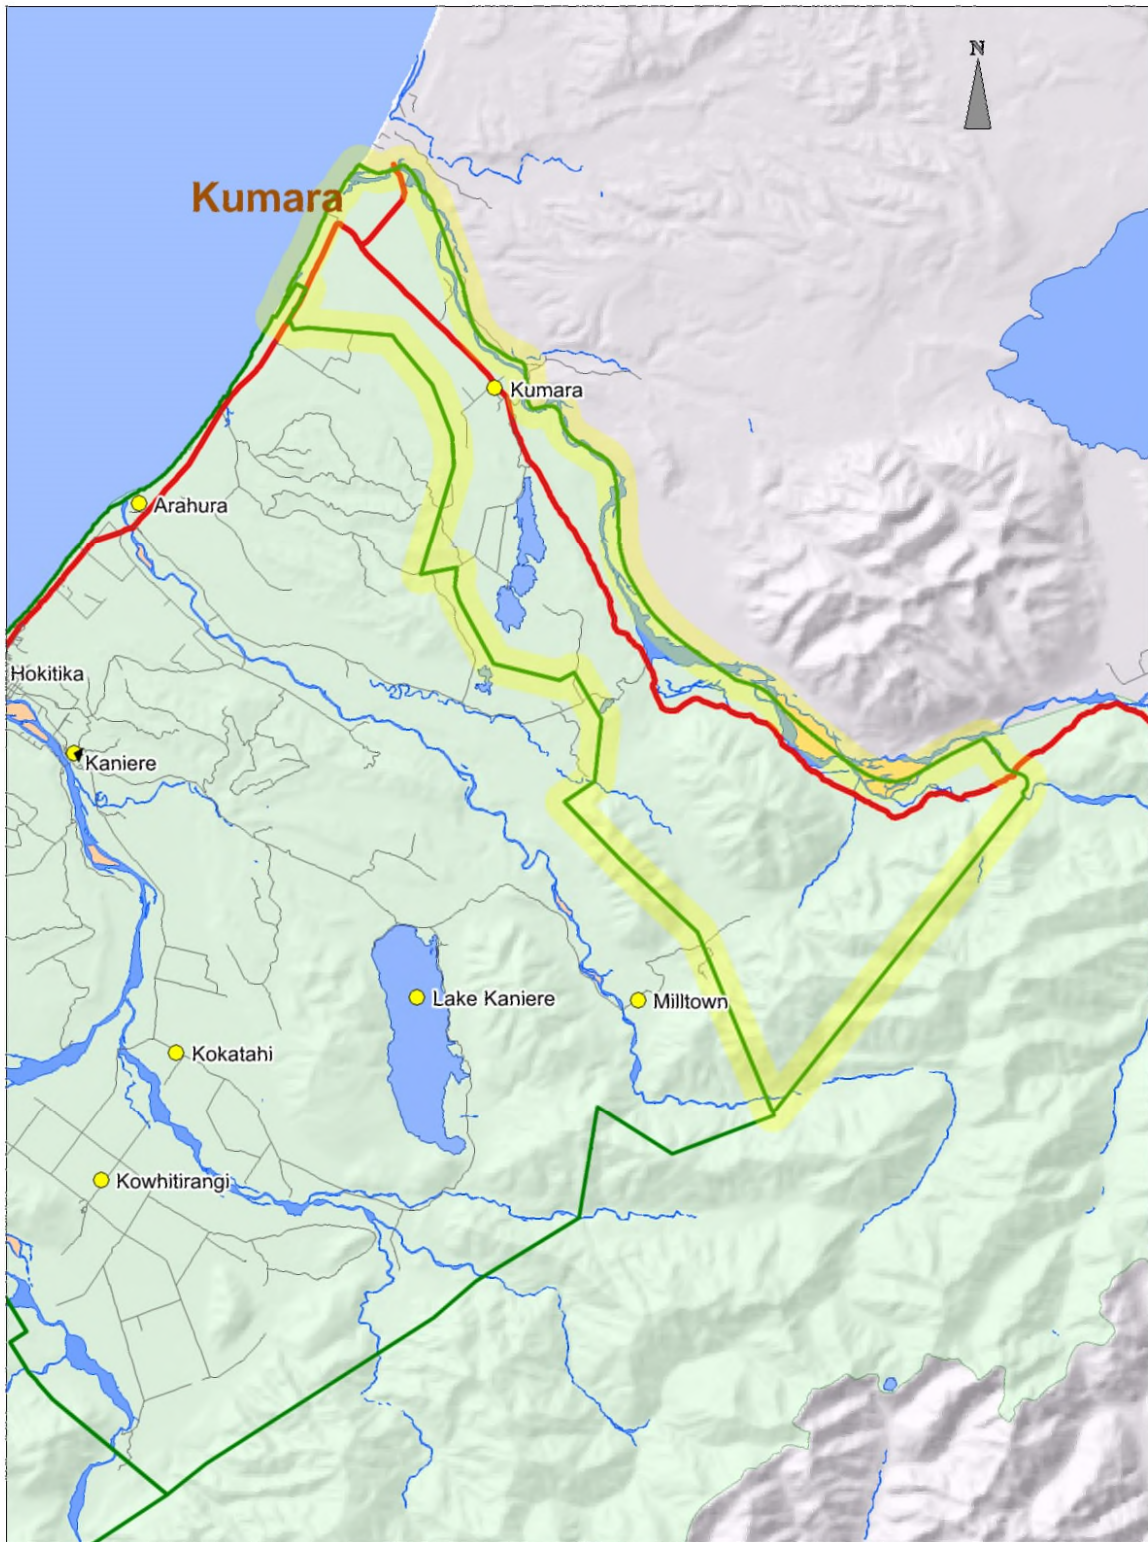 N
Kumara
Kumara
Arahura
Hokitika
Kaniere
Lake Kaniere
Milltown
Kokatahi
Kowhitirangi